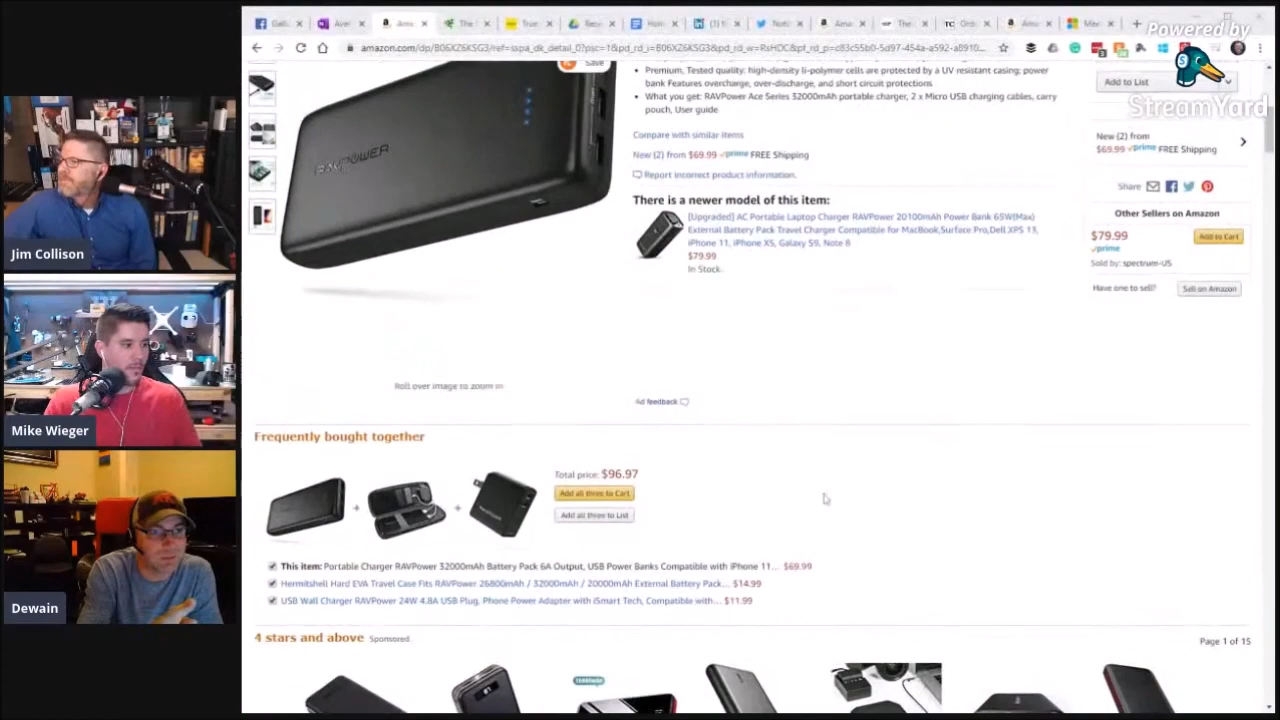 Powered by
StreamYard
amazon.com/dp/B06XZ6KSG3/ref=sspa_dk_detail_0?psc=1&pd_rd_i=B06XZ6KSG3&pd_rd_w=RsHDC&pf_rd_p=c83c55b0-5d97-454a-a592-a8910...
Save
Premium, Tested quality: high-density li-polymer cells are protected by a UV resistant casing; power
bank Features overcharge, over-discharge, and short circuit protections
What you get: RAVPower Ace Series 32000mAh portable charger, 2 x Micro USB charging cables, carry
pouch, User guide
Compare with similar items
New (2) from $69.99 prime FREE Shipping
Report incorrect product information.
There is a newer model of this item:
[Upgraded] AC Portable Laptop Charger RAVPower 20100mAh Power Bank 65W(Max)
External Battery Pack Travel Charger Compatible for MacBook,Surface Pro,Dell XPS 13,
iPhone 11, iPhone XS, Galaxy S9, Note 8
$79.99
In Stock.
RAVPOWER
Roll over image to zoom in
Ad feedback
Add to List
New (2) from
$69.99 prime FREE Shipping
Share
Other Sellers on Amazon
$79.99
Add to Cart
prime
Sold by: spectrum-US
Have one to sell?
Sell on Amazon
Frequently bought together
Total price: $96.97
Add all three to Cart
Add all three to List
This item: Portable Charger RAVPower 32000mAh Battery Pack 6A Output, USB Power Banks Compatible with iPhone 11... $69.99
Hermitshell Hard EVA Travel Case Fits RAVPower 26800mAh / 32000mAh / 20000mAh External Battery Pack... $14.99
USB Wall Charger RAVPower 24W 4.8A USB Plug, Phone Power Adapter with iSmart Tech, Compatible with... $11.99
4 stars and above Sponsored
Page 1 of 15
Jim Collison
Mike Wieger
Dewain